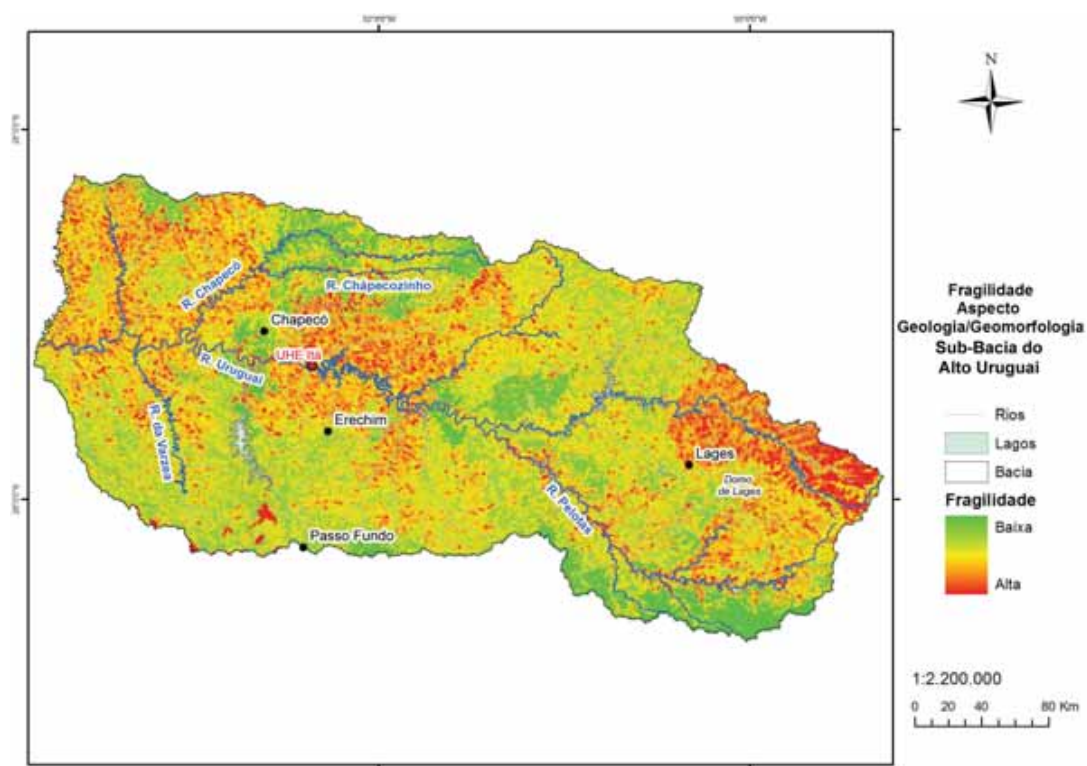 N
R. Chapecó
R. Chápecozinho
Chapecó
UHE Itá
R. Uruguai
R. da Varzea
Erechim
Lages
Domo
de Lages
R. Pelotas
Passo Fundo
Fragilidade
Aspecto
Geologia/Geomorfologia
Sub-Bacia do
Alto Uruguai
Rios
Lagos
Bacia
Fragilidade
Baixa
Alta
1:2.200.000
0 20 40 80 Km